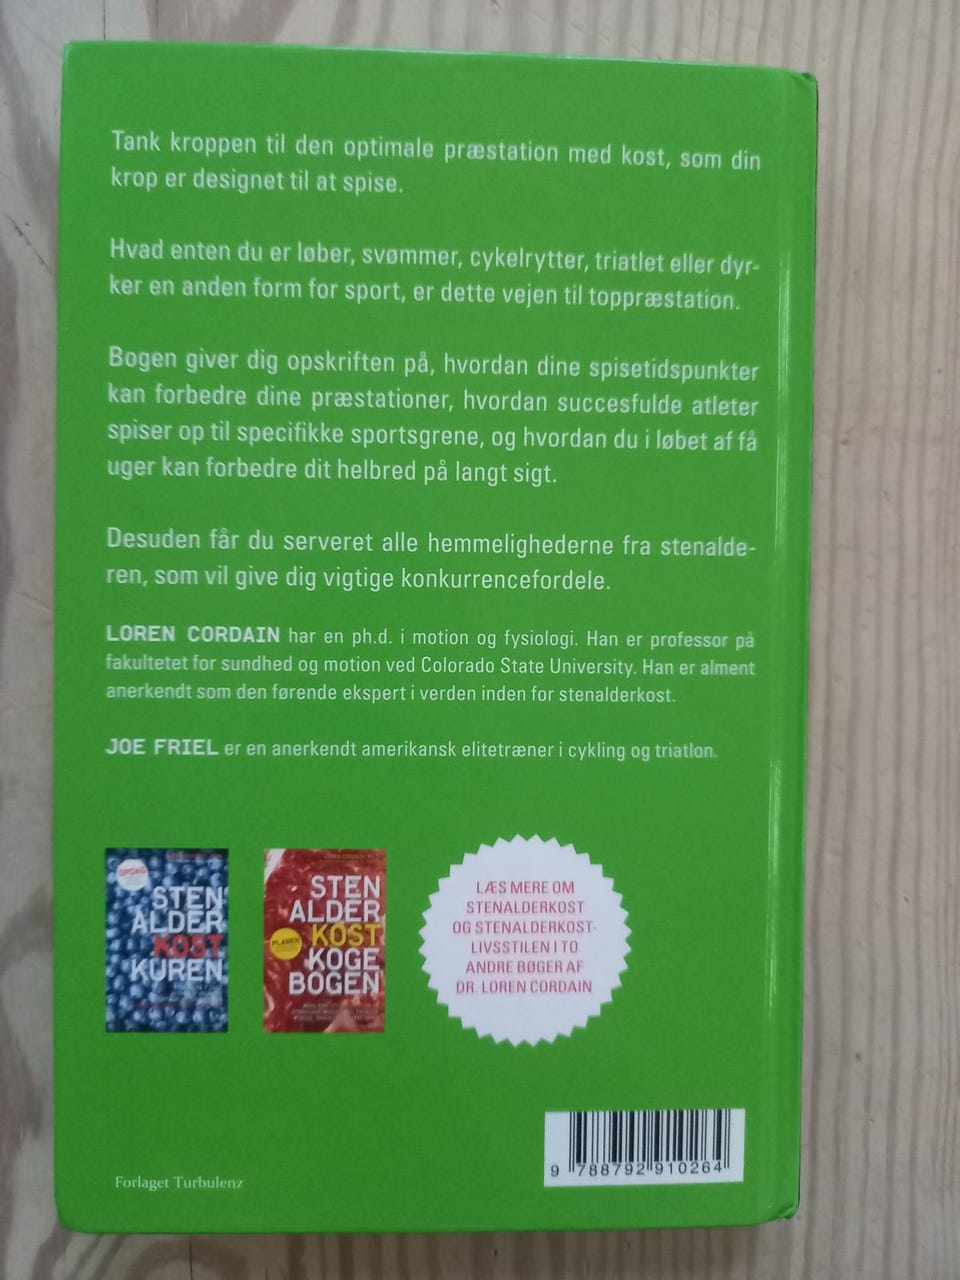 Tank kroppen til den optimale præstation med kost, som din
krop er designet til at spise.
Hvad enten du er løber, svømmer, cykelrytter, triatlet eller dyr-
ker en anden form for sport, er dette vejen til toppræstation.
Bogen giver dig opskriften på, hvordan dine spisetidspunkter
kan forbedre dine præstationer, hvordan succesfulde atleter
spiser op til specifikke sportsgrene, og hvordan du i løbet af få
uger kan forbedre dit helbred på langt sigt.
Desuden får du serveret alle hemmelighederne fra stenalde-
ren, som vil give dig vigtige konkurrencefordele.
LOREN CORDAIN har en ph.d. i motion og fysiologi. Han er professor på
fakultetet for sundhed og motion ved Colorado State University. Han er alment
anerkendt som den førende ekspert i verden inden for stenalderkost.
JOE FRIEL er en anerkendt amerikansk elitetræner i cykling og triatlon.
OPDAG
STEN
ALDER
KOST
KUREN
STEN
ALDER
KOST
KOGE
BOGEN
PLANEN
LÆS MERE OM
STENALDERKOST
OG STENALDERKOST-
LIVSSTILEN I TO
ANDRE BØGER AF
DR. LOREN CORDAIN
9 788792 910264
Forlaget Turbulenz